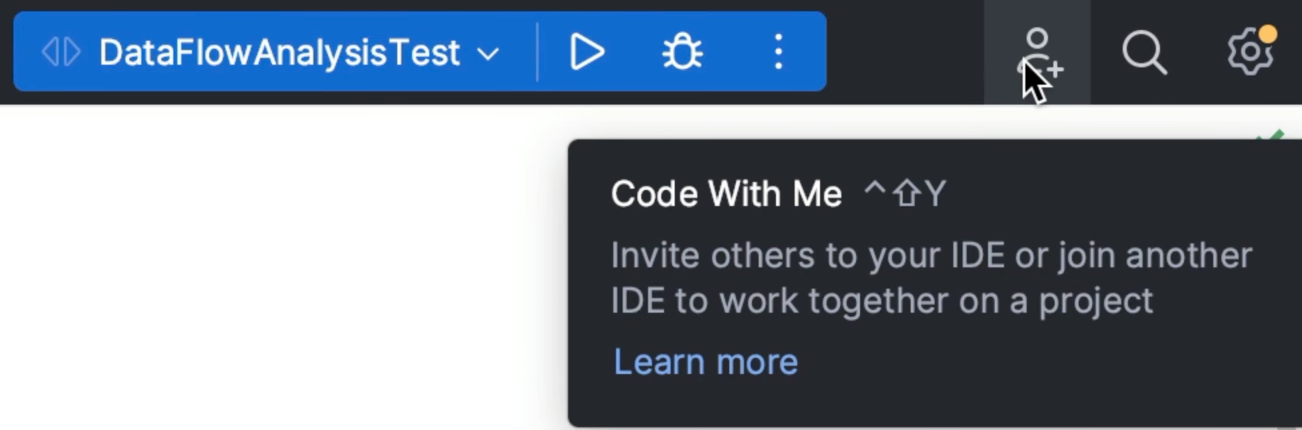 DataFlowAnalysisTest
Code With Me ⌃⇧Y
Invite others to your IDE or join another
IDE to work together on a project
Learn more